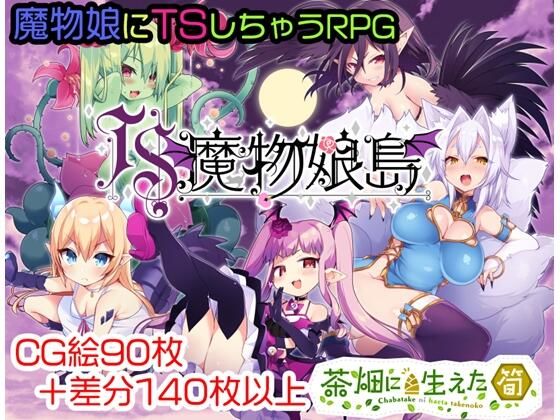 魔物娘にTSしちゃうRPG
TS魔物娘島
CG絵90枚
+差分140枚以上
茶畑に生えた筍
Chabatake ni haeta takenoko